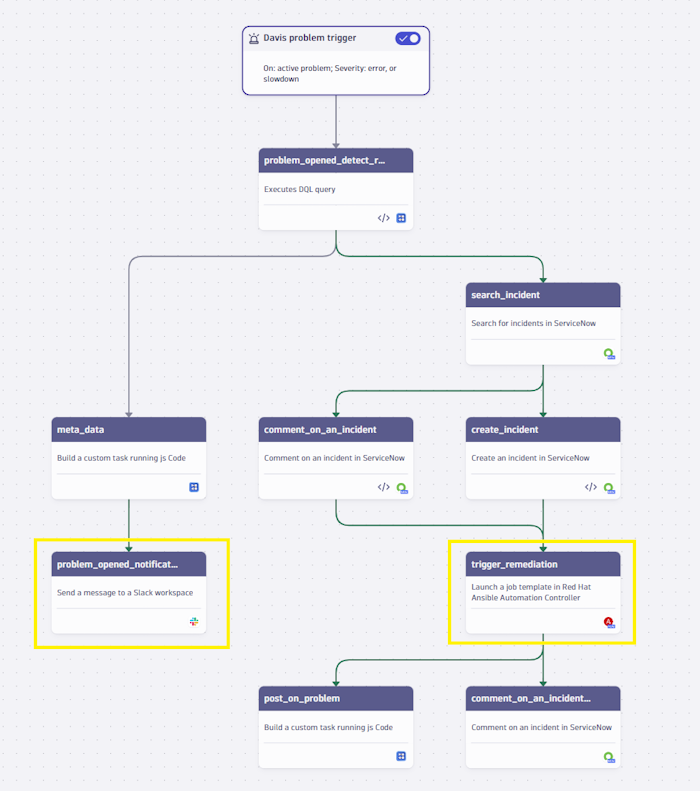 Davis problem trigger
On: active problem; Severity: error, or
slowdown
problem_opened_detect_r...
Executes DQL query
search_incident
Search for incidents in ServiceNow
meta_data
Build a custom task running js Code
comment_on_an_incident
Comment on an incident in ServiceNow
create_incident
Create an incident in ServiceNow
problem_opened_notificat...
Send a message to a Slack workspace
trigger_remediation
Launch a job template in Red Hat
Ansible Automation Controller
post_on_problem
Build a custom task running js Code
comment_on_an_incident...
Comment on an incident in ServiceNow